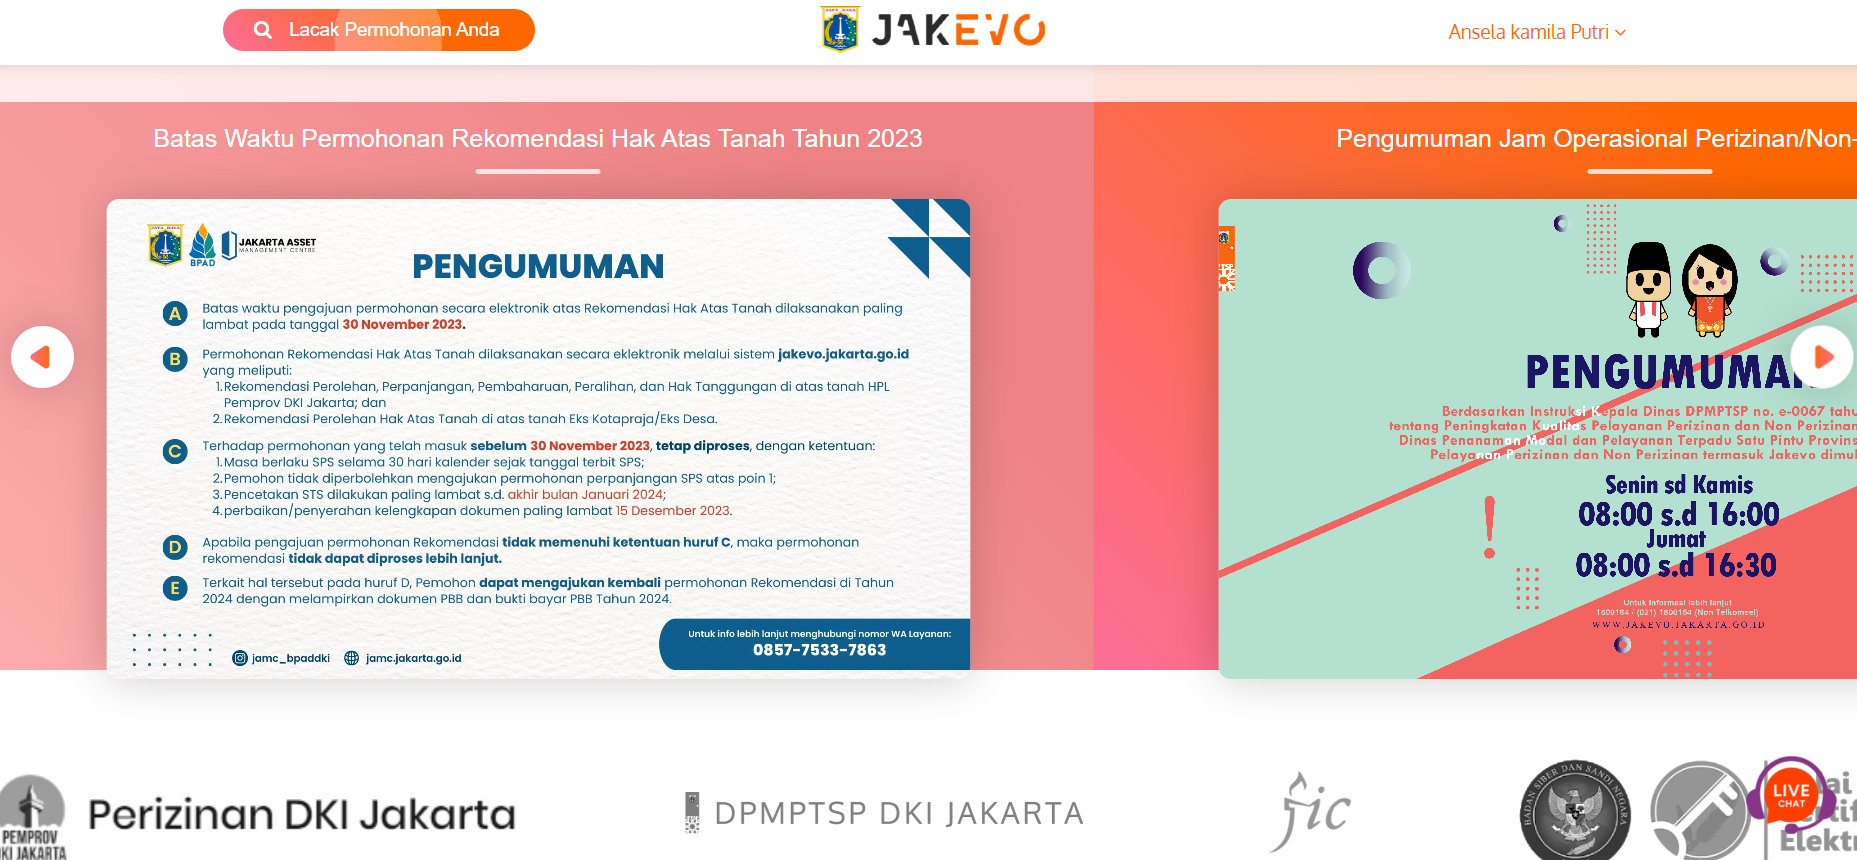 Lacak Permohonan Anda
JAYA RAYA
JAKEVO
Ansela kamila Putri
Batas Waktu Permohonan Rekomendasi Hak Atas Tanah Tahun 2023
JAYA RAYA
BPAD
JAKARTA ASSET
MANAGEMENT CENTRE
PENGUMUMAN
A Batas waktu pengajuan permohonan secara elektronik atas Rekomendasi Hak Atas Tanah dilaksanakan paling
lambat pada tanggal 30 November 2023.
B Permohonan Rekomendasi Hak Atas Tanah dilaksanakan secara eklektronik melalui sistem jakevo.jakarta.go.id
yang meliputi:
1.Rekomendasi Perolehan, Perpanjangan, Pembaharuan, Peralihan, dan Hak Tanggungan di atas tanah HPL
Pemprov DKI Jakarta; dan
2.Rekomendasi Perolehan Hak Atas Tanah di atas tanah Eks Kotapraja/Eks Desa.
C Terhadap permohonan yang telah masuk sebelum 30 November 2023, tetap diproses, dengan ketentuan:
1.Masa berlaku SPS selama 30 hari kalender sejak tanggal terbit SPS;
2.Pemohon tidak diperbolehkan mengajukan permohonan perpanjangan SPS atas poin 1;
3.Pencetakan STS dilakukan paling lambat s.d. akhir bulan Januari 2024;
4.perbaikan/penyerahan kelengkapan dokumen paling lambat 15 Desember 2023.
D Apabila pengajuan permohonan Rekomendasi tidak memenuhi ketentuan huruf C, maka permohonan
rekomendasi tidak dapat diproses lebih lanjut.
E Terkait hal tersebut pada huruf D, Pemohon dapat mengajukan kembali permohonan Rekomendasi di Tahun
2024 dengan melampirkan dokumen PBB dan bukti bayar PBB Tahun 2024.
jamc_bpaddki
jamc.jakarta.go.id
Untuk info lebih lanjut menghubungi nomor WA Layanan:
0857-7533-7863
Pengumuman Jam Operasional Perizinan/Non-
PENGUMUMAN
Berdasarkan Instruksi Kepala Dinas DPMPTSP no. e-0067 tahu
tentang Peningkatan Kualitas Pelayanan Perizinan dan Non Perizinan
Dinas Penanaman Modal dan Pelayanan Terpadu Satu Pintu Provins
Pelayanan Perizinan dan Non Perizinan termasuk Jakevo dimul
Senin sd Kamis
08:00 s.d 16:00
Jumat
08:00 s.d 16:30
Untuk Informasi lebih lanjut
1500164 / (021) 1500164 (Non Telkomsel)
WWW.JAKEVO.JAKARTA.GO.ID
PEMPROV
DKI JAKARTA
Perizinan DKI Jakarta
DPMPTSP DKI JAKARTA
jic
BADAN SIBER DAN SANDI NEGARA
LIVE
CHAT
Elektr